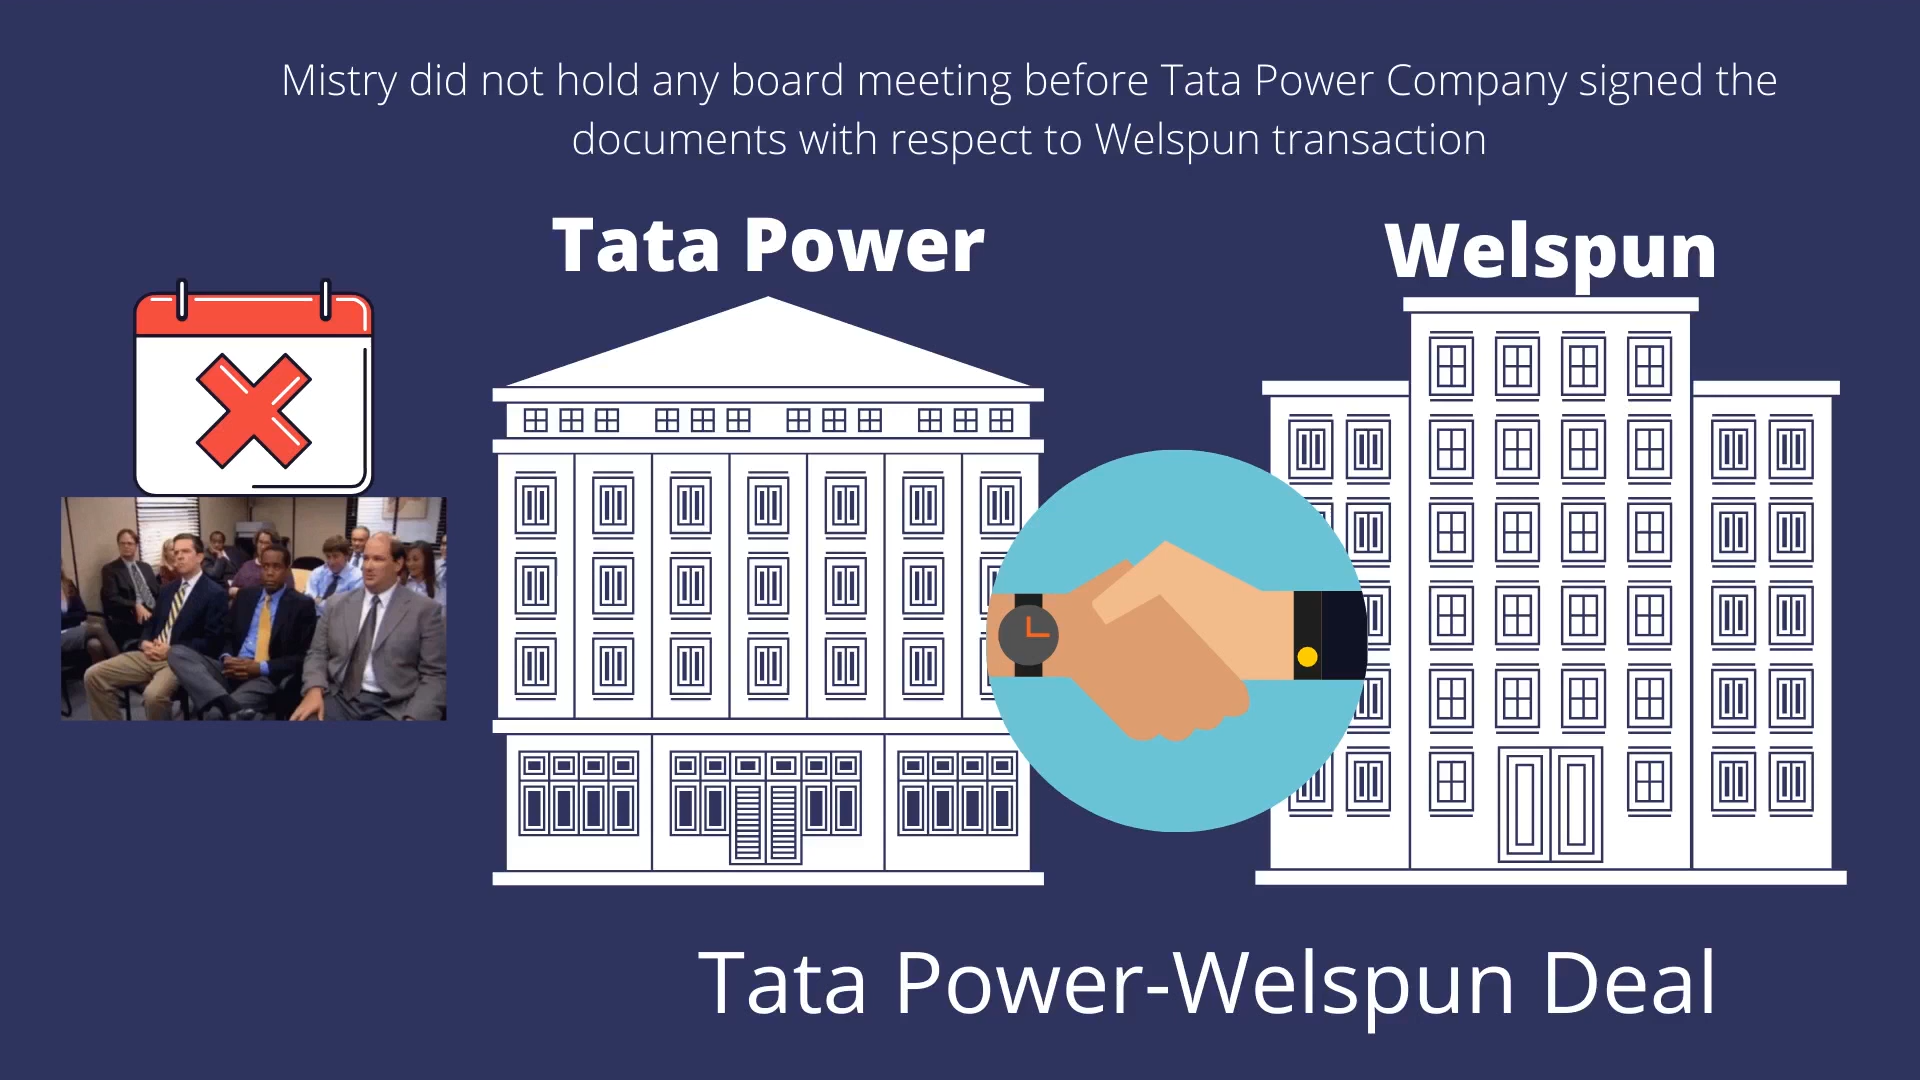 Mistry did not hold any board meeting before Tata Power Company signed the
documents with respect to Welspun transaction
Tata Power
Welspun
Tata Power-Welspun Deal